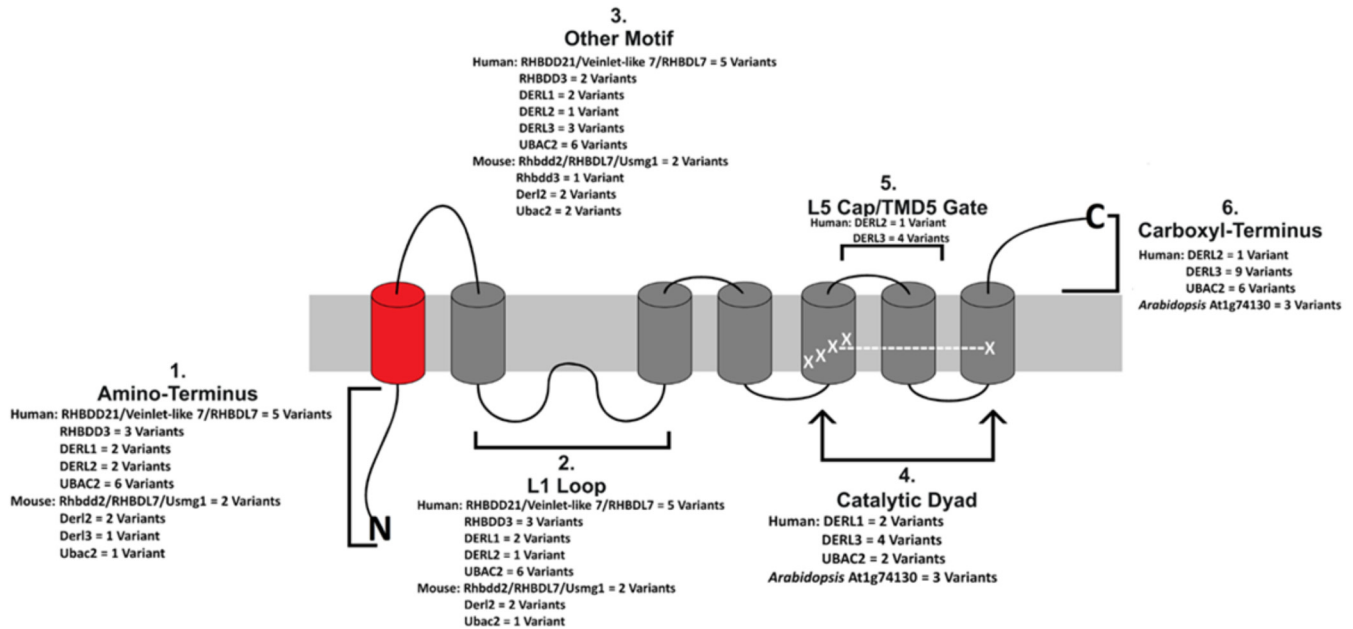 3.
Other Motif
Human: RHBDD21/Veinlet-like 7/RHBDL7 = 5 Variants
RHBDD3 = 2 Variants
DERL1 = 2 Variants
DERL2 = 1 Variant
DERL3 = 3 Variants
UBAC2 = 6 Variants
Mouse: Rhbdd2/RHBDL7/Usmg1 = 2 Variants
Rhbdd3 = 1 Variant
Derl2 = 2 Variants
Ubac2 = 2 Variants
5.
L5 Cap/TMD5 Gate
Human: DERL2 = 1 Variant
DERL3 = 4 Variants
C
6.
Carboxyl-Terminus
Human: DERL2 = 1 Variant
DERL3 = 9 Variants
UBAC2 = 6 Variants
Arabidopsis At1g74130 = 3 Variants
X X X X X
1.
Amino-Terminus
Human: RHBDD21/Veinlet-like 7/RHBDL7 = 5 Variants
RHBDD3 = 3 Variants
DERL1 = 2 Variants
DERL2 = 2 Variants
UBAC2 = 6 Variants
Mouse: Rhbdd2/RHBDL7/Usmg1 = 2 Variants
Derl2 = 2 Variants
Derl3 = 1 Variant
Ubac2 = 1 Variant
N
2.
L1 Loop
Human: RHBDD21/Veinlet-like 7/RHBDL7 = 5 Variants
RHBDD3 = 3 Variants
DERL1 = 2 Variants
DERL2 = 1 Variant
UBAC2 = 6 Variants
Mouse: Rhbdd2/RHBDL7/Usmg1 = 2 Variants
Derl2 = 2 Variants
Ubac2 = 1 Variant
4.
Catalytic Dyad
Human: DERL1 = 2 Variants
DERL3 = 4 Variants
UBAC2 = 2 Variants
Arabidopsis At1g74130 = 3 Variants